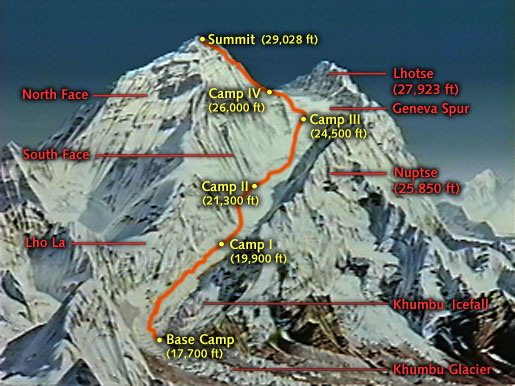 Summit (29,028 ft)
Lhotse
(27,923 ft)
North Face
Camp IV
(26,000 ft)
Geneva Spur
Camp III
(24,500 ft)
South Face
Nuptse
(25.850 ft)
Camp II
(21,300 ft)
Lho La
Camp I
(19,900 ft)
Khumbu Icefall
Base Camp
(17,700 ft)
Khumbu Glacier